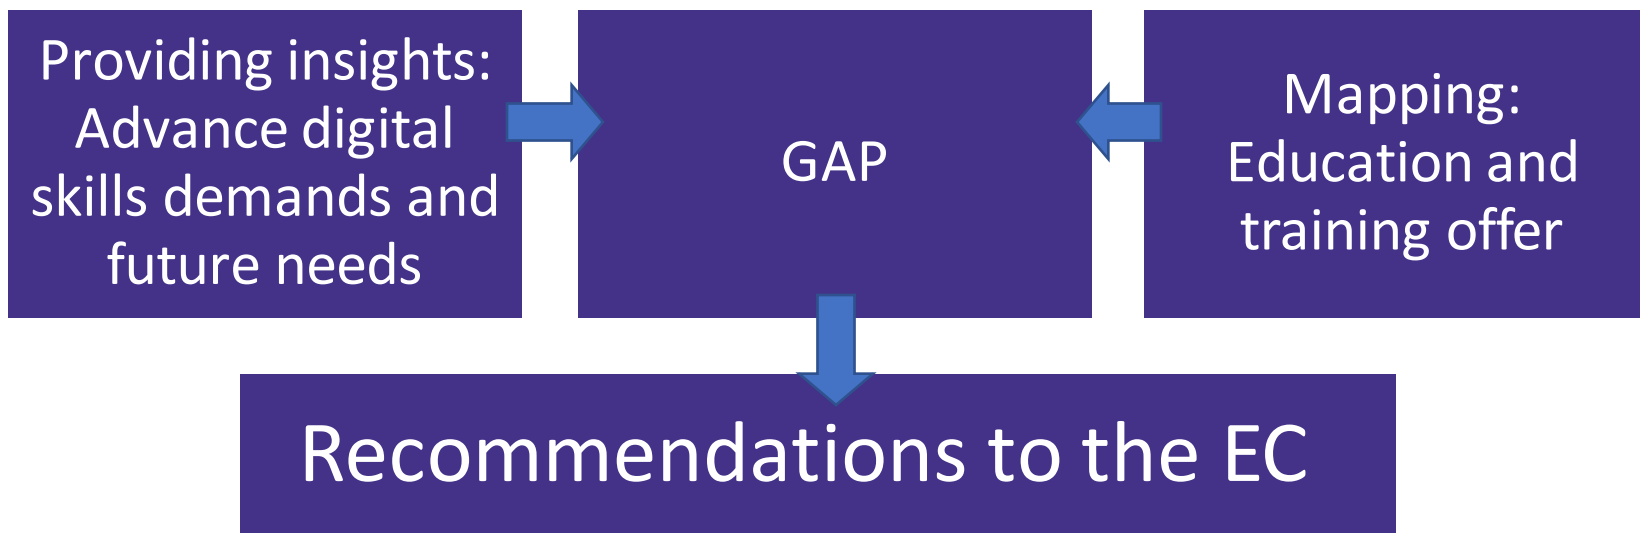 Providing insights:
Advance digital
skills demands and
future needs
GAP
Mapping:
Education and
training offer
Recommendations to the EC